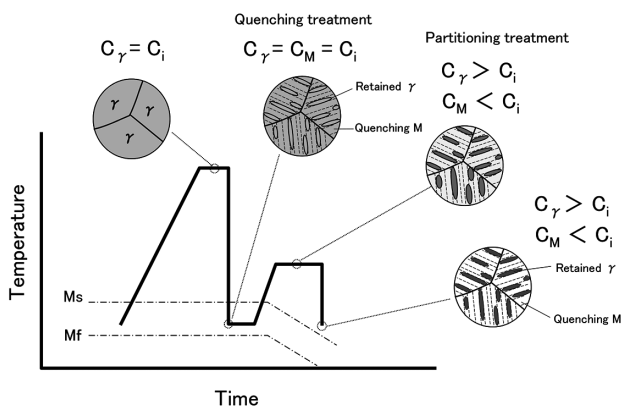 Quenching treatment
Cγ = Ci
Cγ = CM = Ci
Partitioning treatment
Cγ > Ci
CM < Ci
γ γ
γ
Retained γ
Quenching M
Cγ > Ci
CM < Ci
Retained γ
Quenching M
Temperature
Ms
Mf
Time